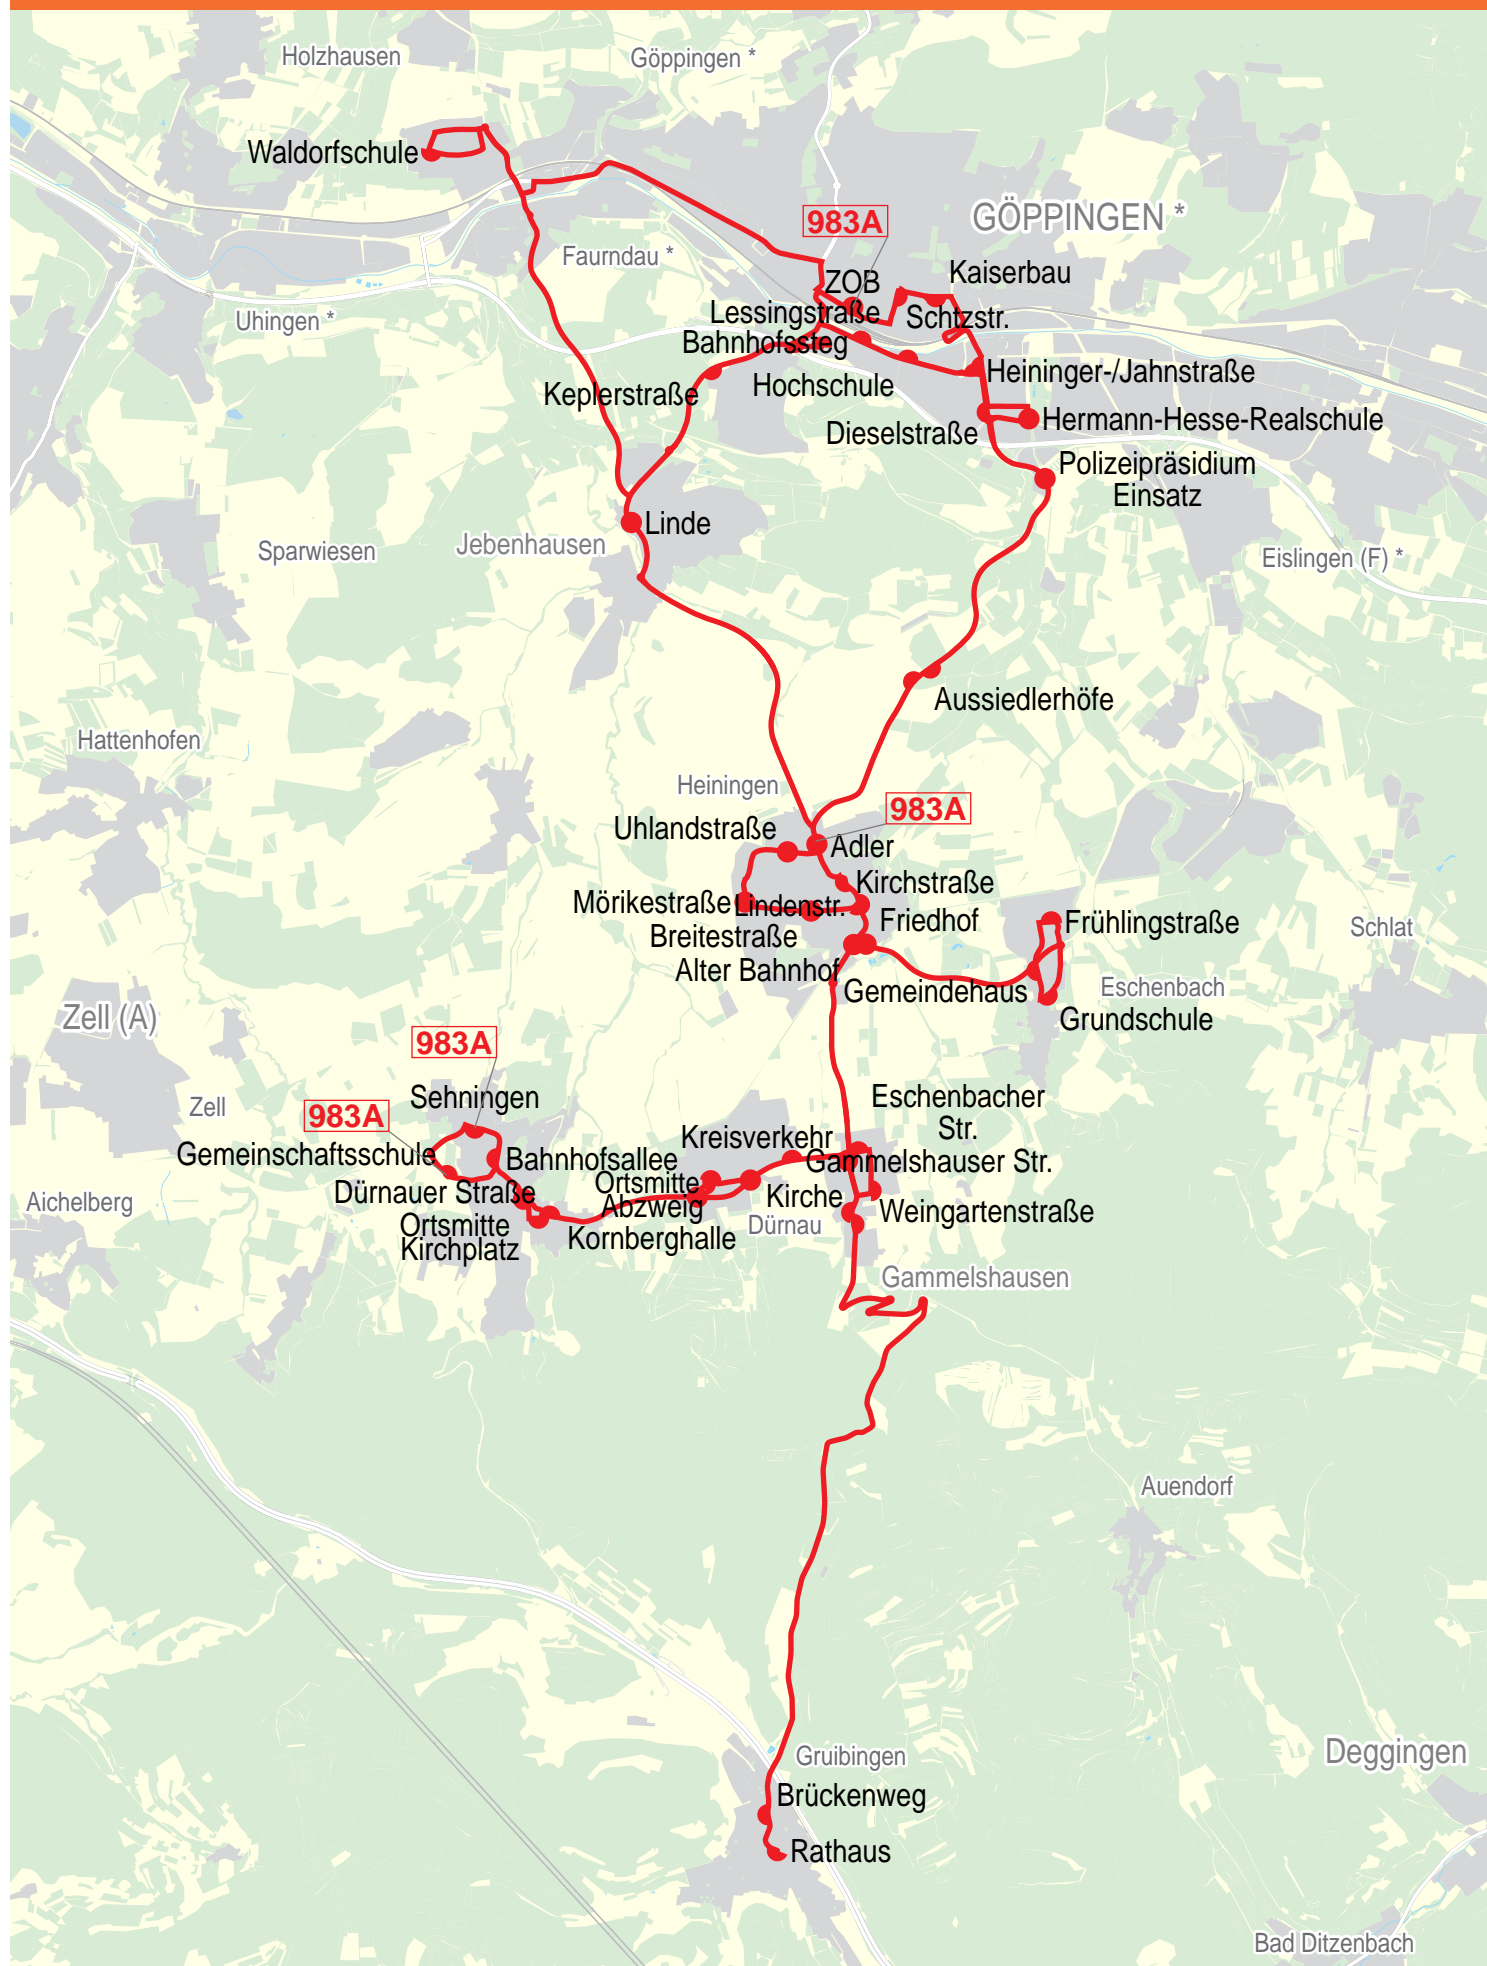 Holzhausen
Göppingen *
Waldorfschule
983A
GÖPPINGEN *
Faurndau *
Kaiserbau
ZOB
Lessingstraße
Schtzstr.
Uhingen *
Bahnhofssteg
Heininger-/Jahnstraße
Hochschule
Keplerstraße
Hermann-Hesse-Realschule
Dieselstraße
Polizeipräsidium
Einsatz
Linde
Jebenhausen
Sparwiesen
Eislingen (F) *
Aussiedlerhöfe
Hattenhofen
Heiningen
983A
Uhlandstraße
Adler
Kirchstraße
Mörikestraße
Lindenstr.
Friedhof
Frühlingstraße
Schlat
Breitestraße
Alter Bahnhof
Gemeindehaus
Eschenbach
Grundschule
Zell (A)
983A
Sehningen
Eschenbacher
Str.
Zell
983A
Kreisverkehr
Gemeinschaftsschule
Bahnhofsallee
Gammelshauser Str.
Ortsmitte
Dürnauer Straße
Kirche
Abzweig
Aichelberg
Weingartenstraße
Ortsmitte
Dürnau
Kornberghalle
Kirchplatz
Gammelshausen
Auendorf
Gruibingen
Deggingen
Brückenweg
Rathaus
Bad Ditzenbach